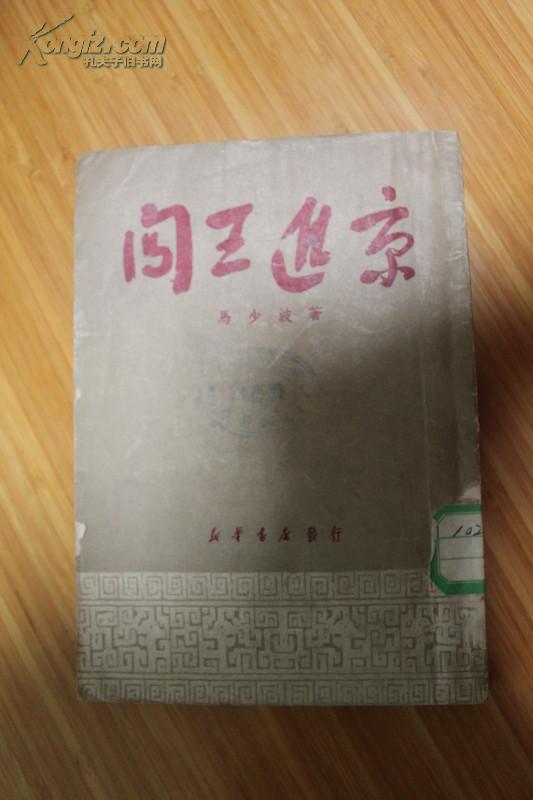 Kongfz.com
孔夫子旧书网
闯王进京
馬少波著
新華書店發行
102